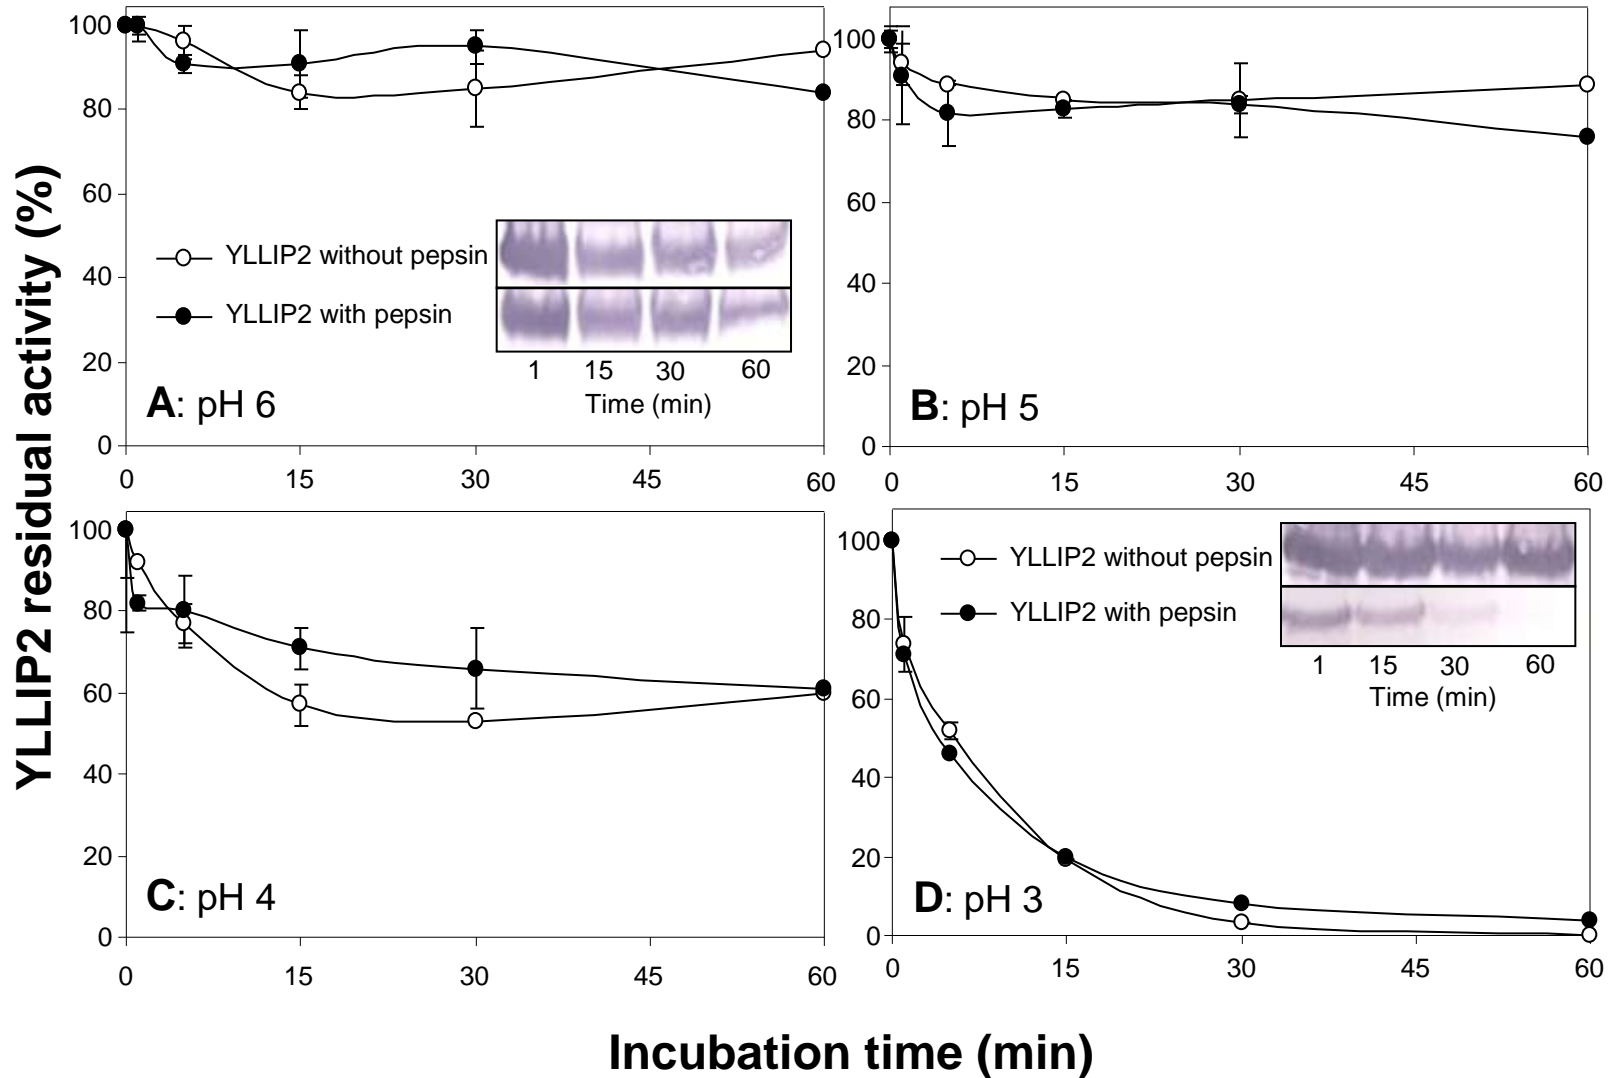 YLLIP2 residual activity (%)
100
80
60
40
20
0
0 15 30 45 60
YLLIP2 without pepsin
YLLIP2 with pepsin
1 15 30 60
Time (min)
A: pH 6
100
80
60
40
20
0
0 15 30 45 60
B: pH 5
100
80
60
40
20
0
0 15 30 45 60
C: pH 4
100
80
60
40
20
0
0 15 30 45 60
YLLIP2 without pepsin
YLLIP2 with pepsin
1 15 30 60
Time (min)
D: pH 3
Incubation time (min)